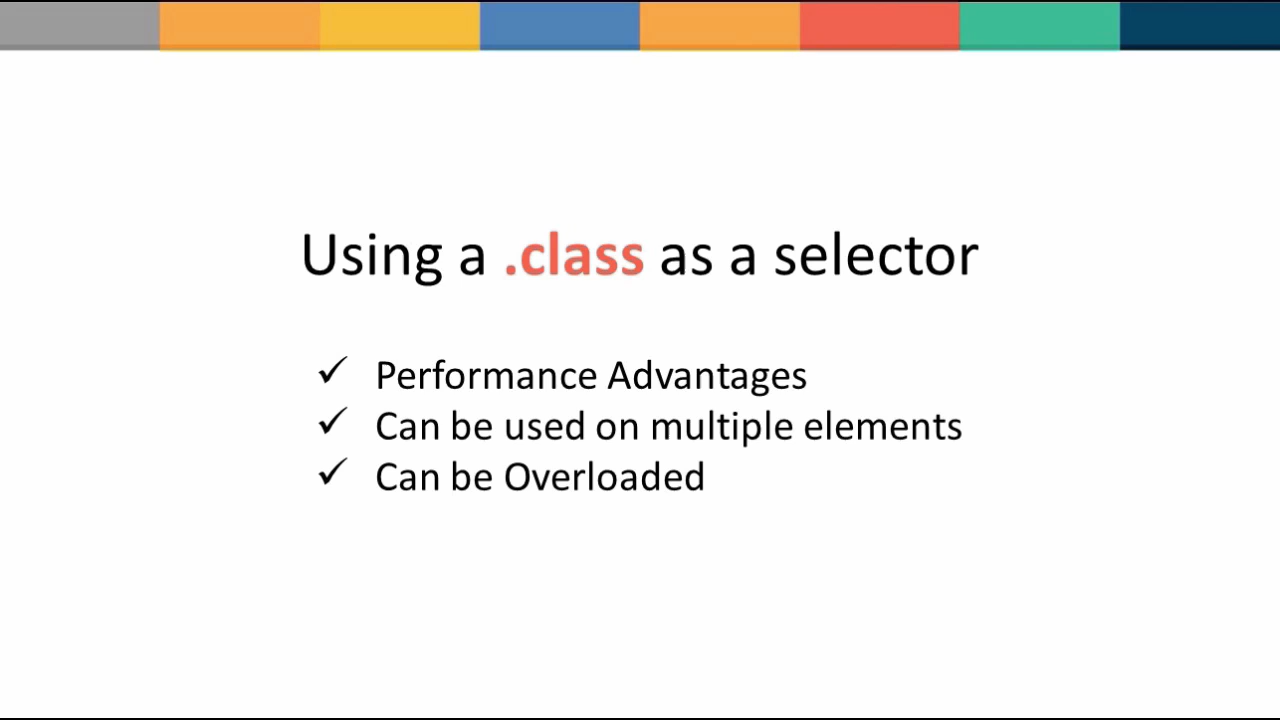 Using a .class as a selector
✓ Performance Advantages
✓ Can be used on multiple elements
✓ Can be Overloaded